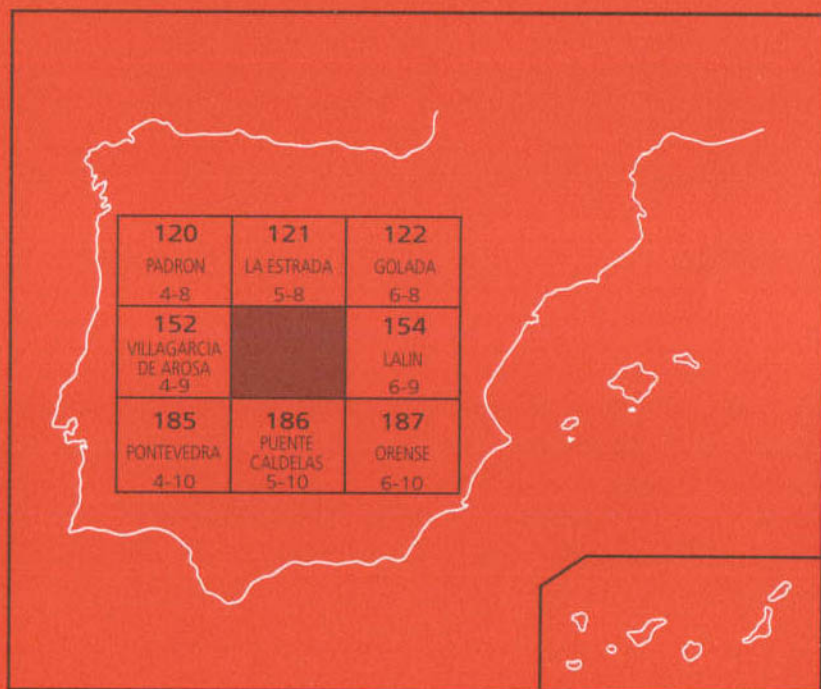 120
PADRON
4-8
121
LA ESTRADA
5-8
122
GOLADA
6-8
152
VILLAGARCIA
DE AROSA
4-9
154
LALIN
6-9
185
PONTEVEDRA
4-10
186
PUENTE
CALDELAS
5-10
187
ORENSE
6-10